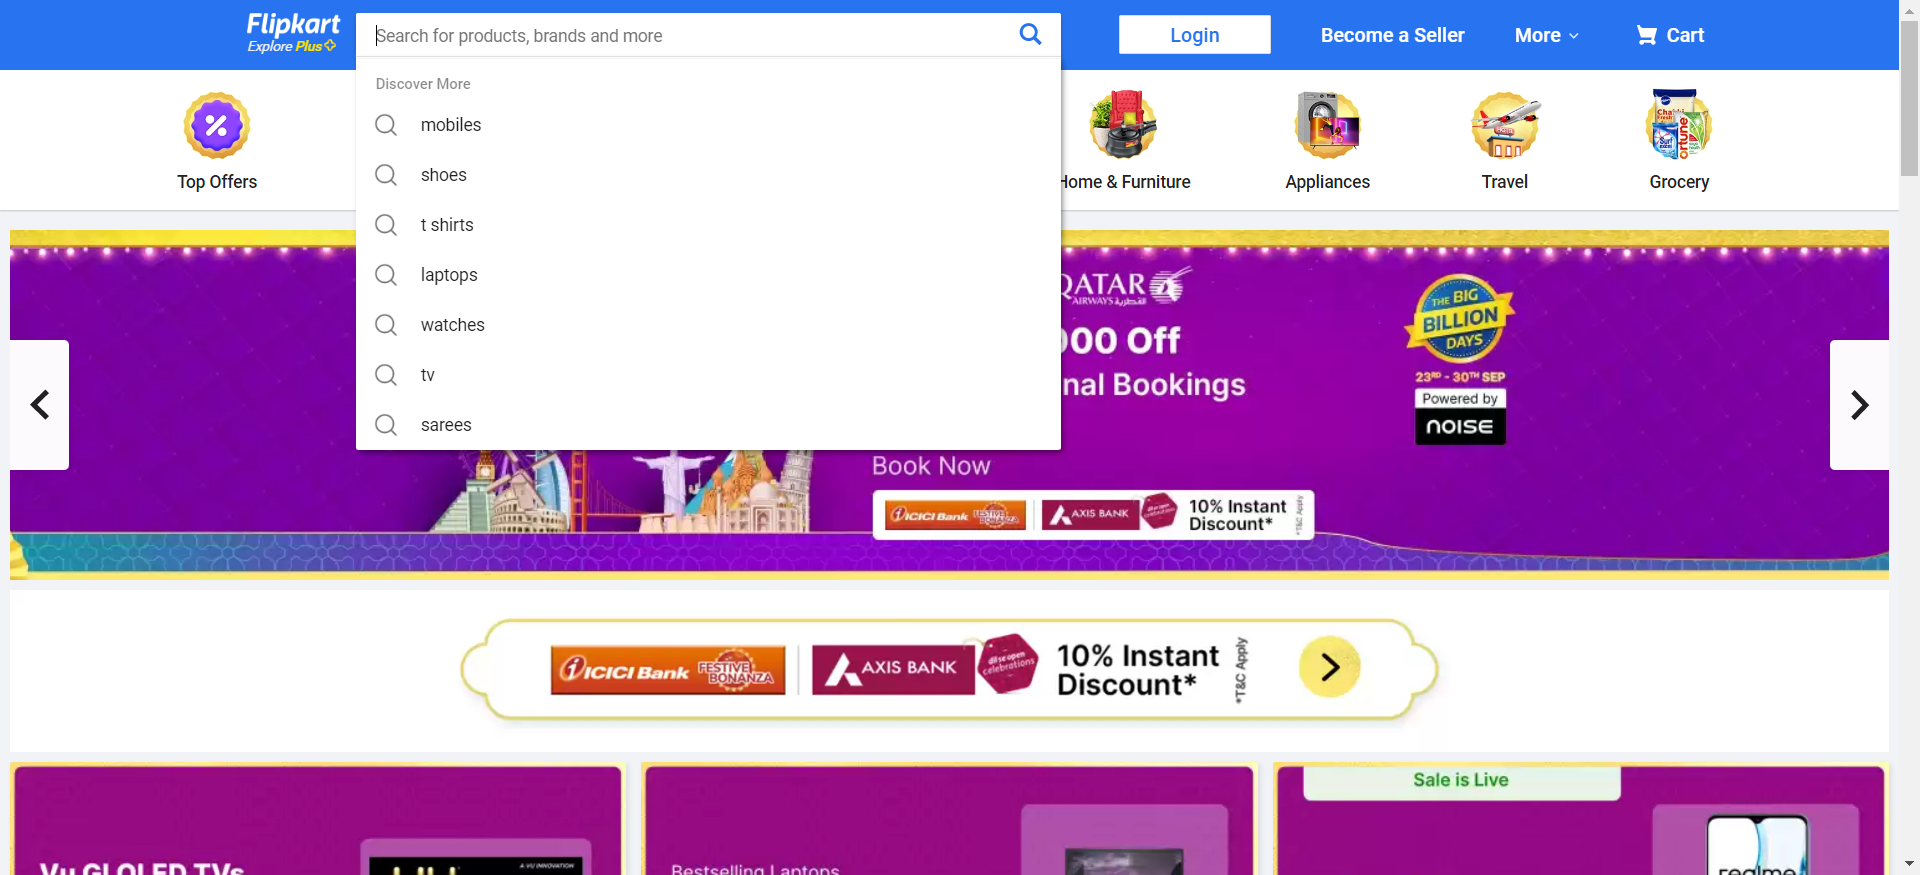 Flipkart
Explore Plus
Search for products, brands and more
Login
Become a Seller
More
Cart
Discover More
mobiles
shoes
t shirts
laptops
watches
tv
sarees
Top Offers
Home & Furniture
Appliances
Travel
Grocery
QATAR
AIRWAYS القطرية
000 Off
nal Bookings
Book Now
ICICI Bank FESTIVE BONANZA
AXIS BANK
10% Instant
Discount*
*T&C Apply
THE BIG
BILLION
DAYS
23RD - 30TH SEP
Powered by
NOISE
ICICI Bank FESTIVE BONANZA
AXIS BANK
dil se open
celebrations
10% Instant
Discount*
*T&C Apply
Vu GLOLED TVs
A VU INNOVATION
Bestselling Laptops
Sale is Live
realme